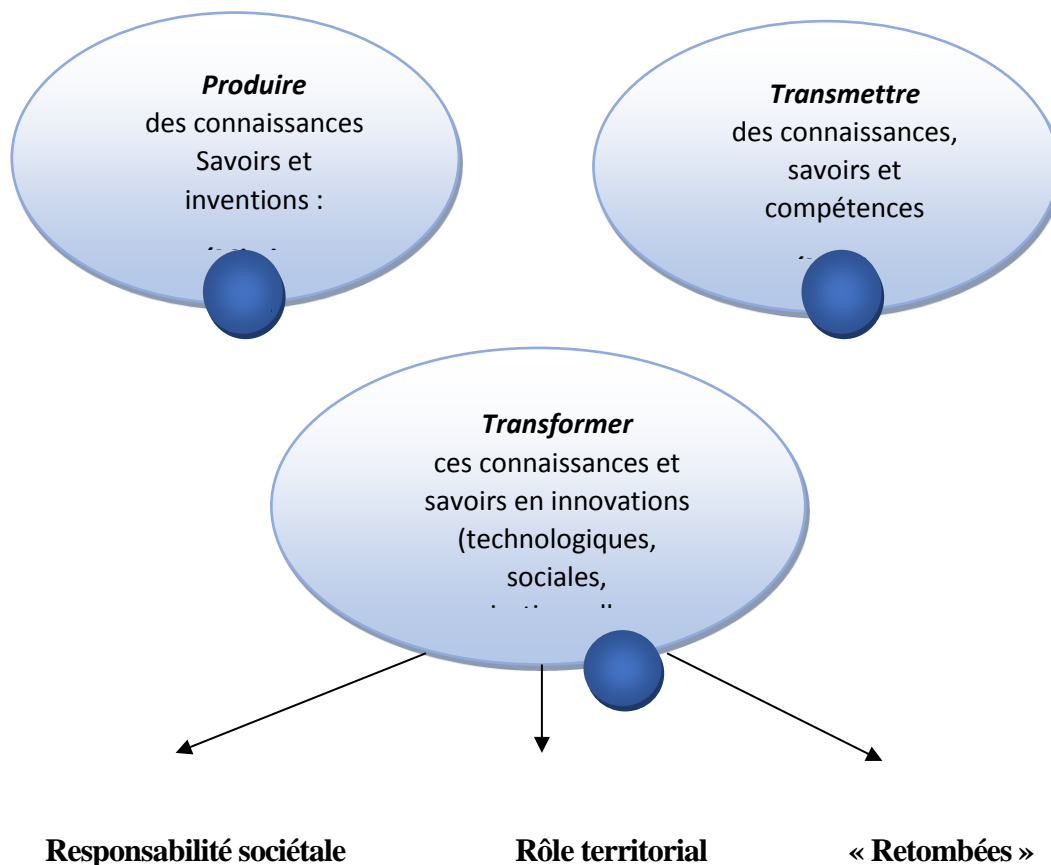 Produire
des connaissances
Savoirs et
inventions :
Transmettre
des connaissances,
savoirs et
compétences
Transformer
ces connaissances et
savoirs en innovations
(technologiques,
sociales,
Responsabilité sociétale
Rôle territorial
« Retombées »